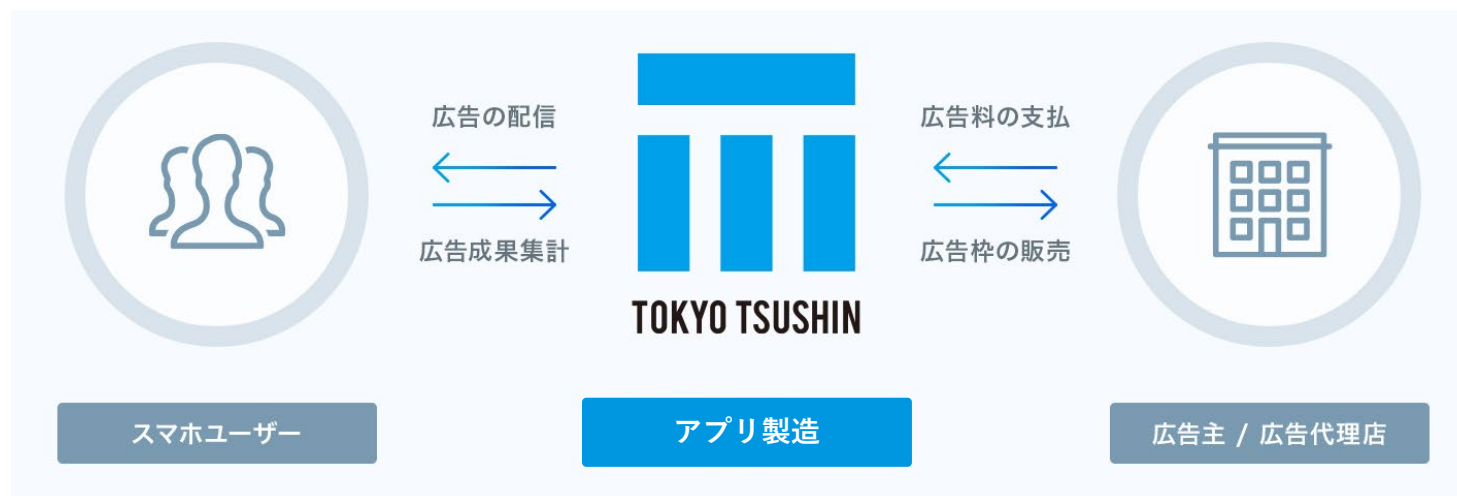 広告の配信
広告成果集計
TOKYO TSUSHIN
広告料の支払
広告枠の販売
スマホユーザー
アプリ製造
広告主 / 広告代理店